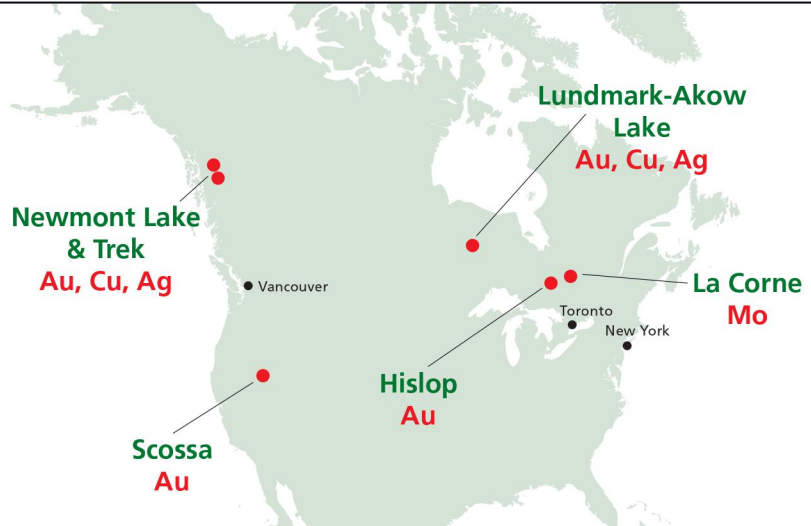 Lundmark-Akow
Lake
Au, Cu, Ag
Newmont Lake
& Trek
Au, Cu, Ag
Vancouver
La Corne
Mo
Toronto
New York
Hislop
Au
Scossa
Au